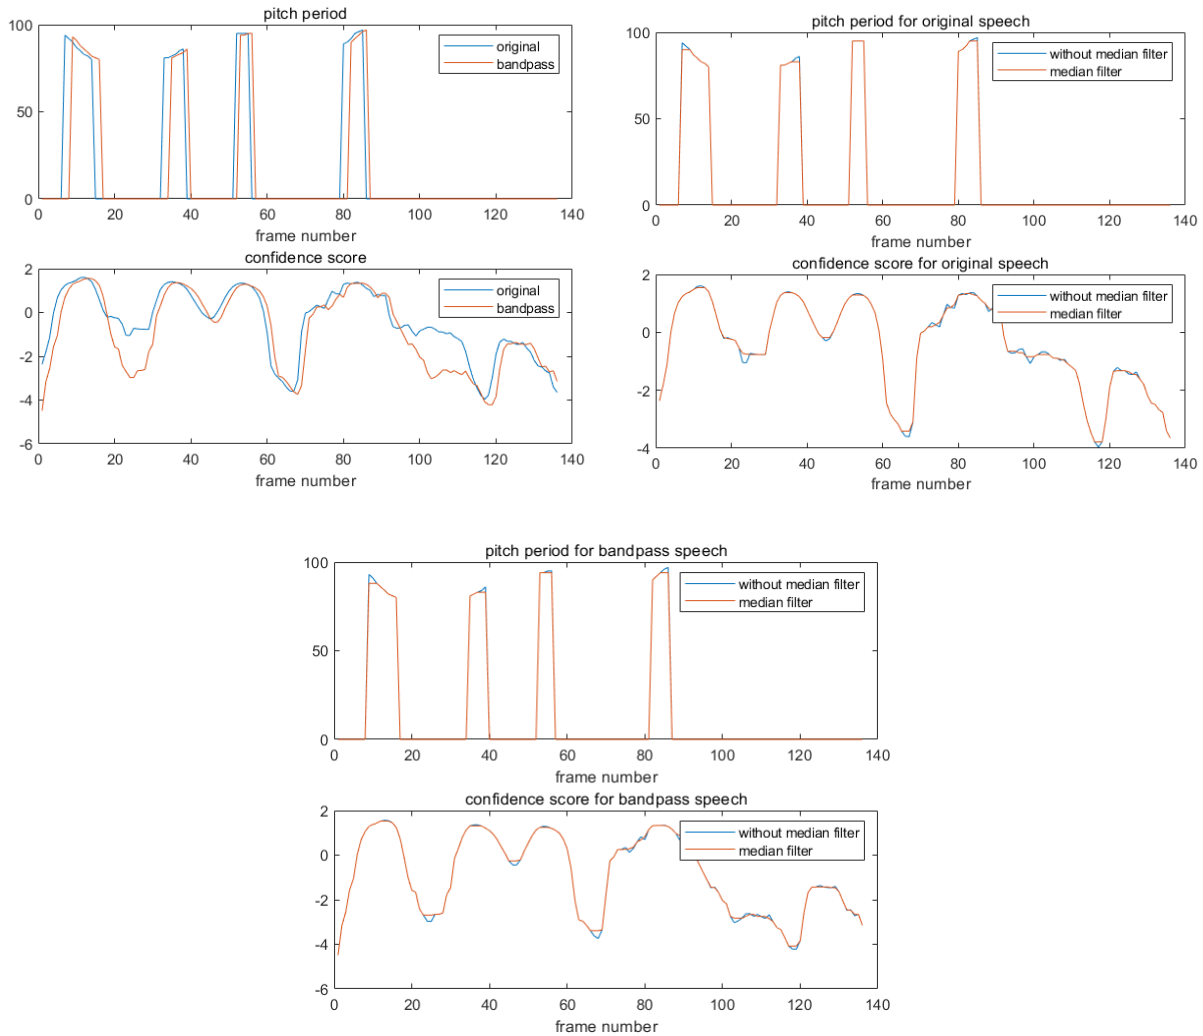 pitch period
100
50
0
original
bandpass
0 20 40 60 80 100 120 140
frame number
confidence score
2
0
-2
-4
-6
original
bandpass
0 20 40 60 80 100 120 140
frame number
pitch period for original speech
100
50
0
without median filter
median filter
0 20 40 60 80 100 120 140
frame number
confidence score for original speech
2
0
-2
-4
without median filter
median filter
0 20 40 60 80 100 120 140
frame number
pitch period for bandpass speech
100
50
0
without median filter
median filter
0 20 40 60 80 100 120 140
frame number
confidence score for bandpass speech
2
0
-2
-4
-6
without median filter
median filter
0 20 40 60 80 100 120 140
frame number